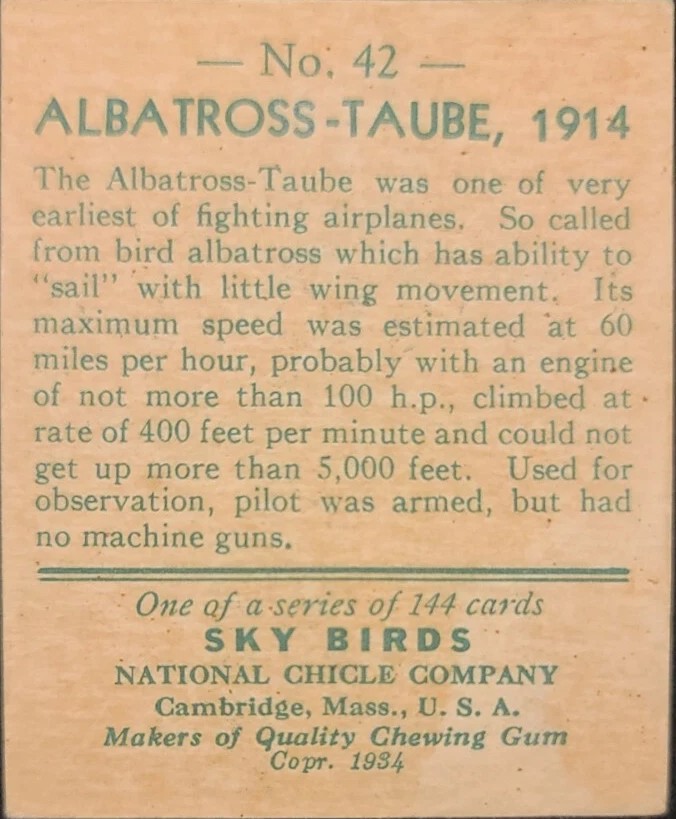 — No. 42 —
ALBATROSS-TAUBE, 1914
The Albatross-Taube was one of very
earliest of fighting airplanes. So called
from bird albatross which has ability to
"sail" with little wing movement. Its
maximum speed was estimated at 60
miles per hour, probably with an engine
of not more than 100 h.p., climbed at
rate of 400 feet per minute and could not
get up more than 5,000 feet. Used for
observation, pilot was armed, but had
no machine guns.
One of a series of 144 cards
SKY BIRDS
NATIONAL CHICLE COMPANY
Cambridge, Mass., U. S. A.
Makers of Quality Chewing Gum
Copr. 1934